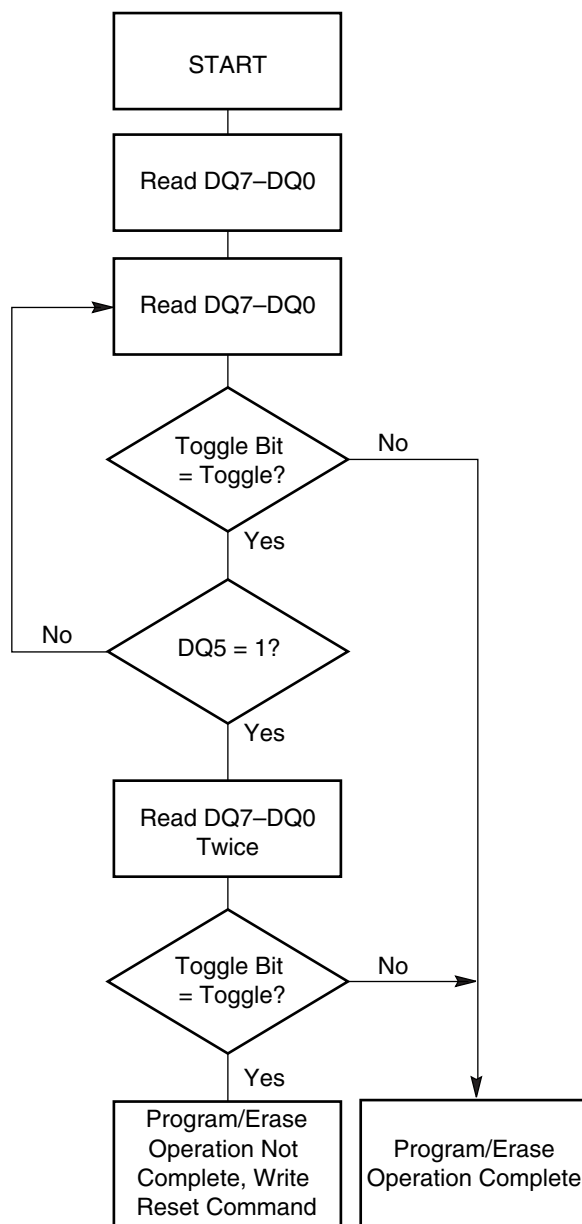 START
Read DQ7–DQ0
Read DQ7–DQ0
Toggle Bit
= Toggle?
No
Yes
No
DQ5 = 1?
Yes
Read DQ7–DQ0
Twice
Toggle Bit
= Toggle?
No
Yes
Program/Erase
Operation Not
Complete, Write
Reset Command
Program/Erase
Operation Complete